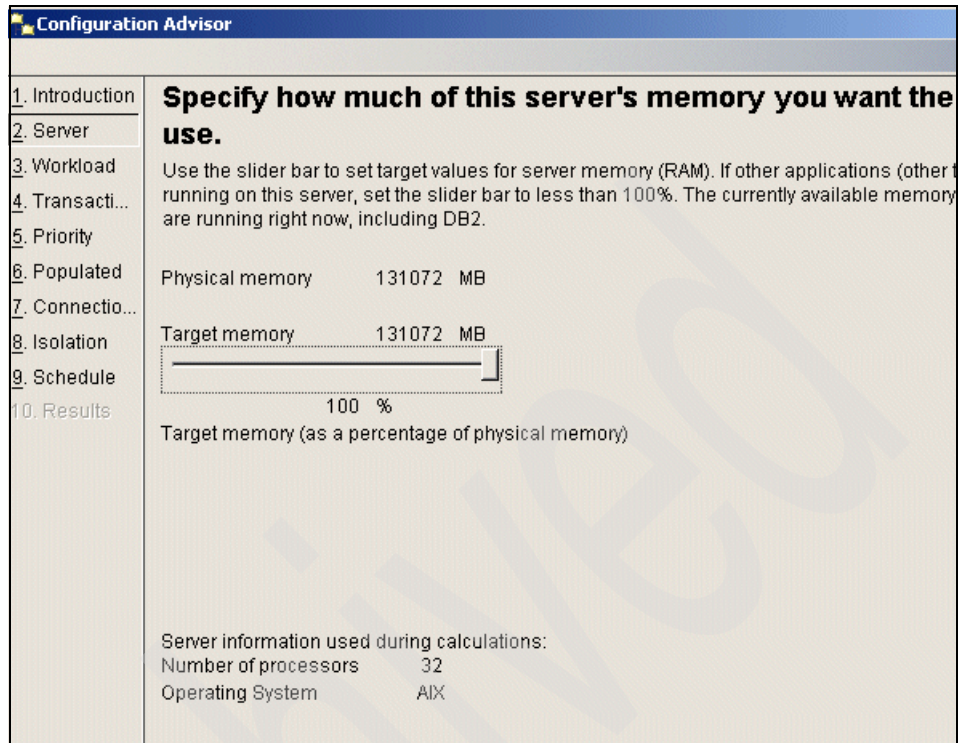 Configuration Advisor
1. Introduction
2. Server
3. Workload
4. Transacti...
5. Priority
6. Populated
7. Connectio...
8. Isolation
9. Schedule
10. Results
Specify how much of this server's memory you want the
use.
Use the slider bar to set target values for server memory (RAM). If other applications (other t
running on this server, set the slider bar to less than 100%. The currently available memory
are running right now, including DB2.
Physical memory 131072 MB
Target memory 131072 MB
100 %
Target memory (as a percentage of physical memory)
Server information used during calculations:
Number of processors 32
Operating System AIX
hived